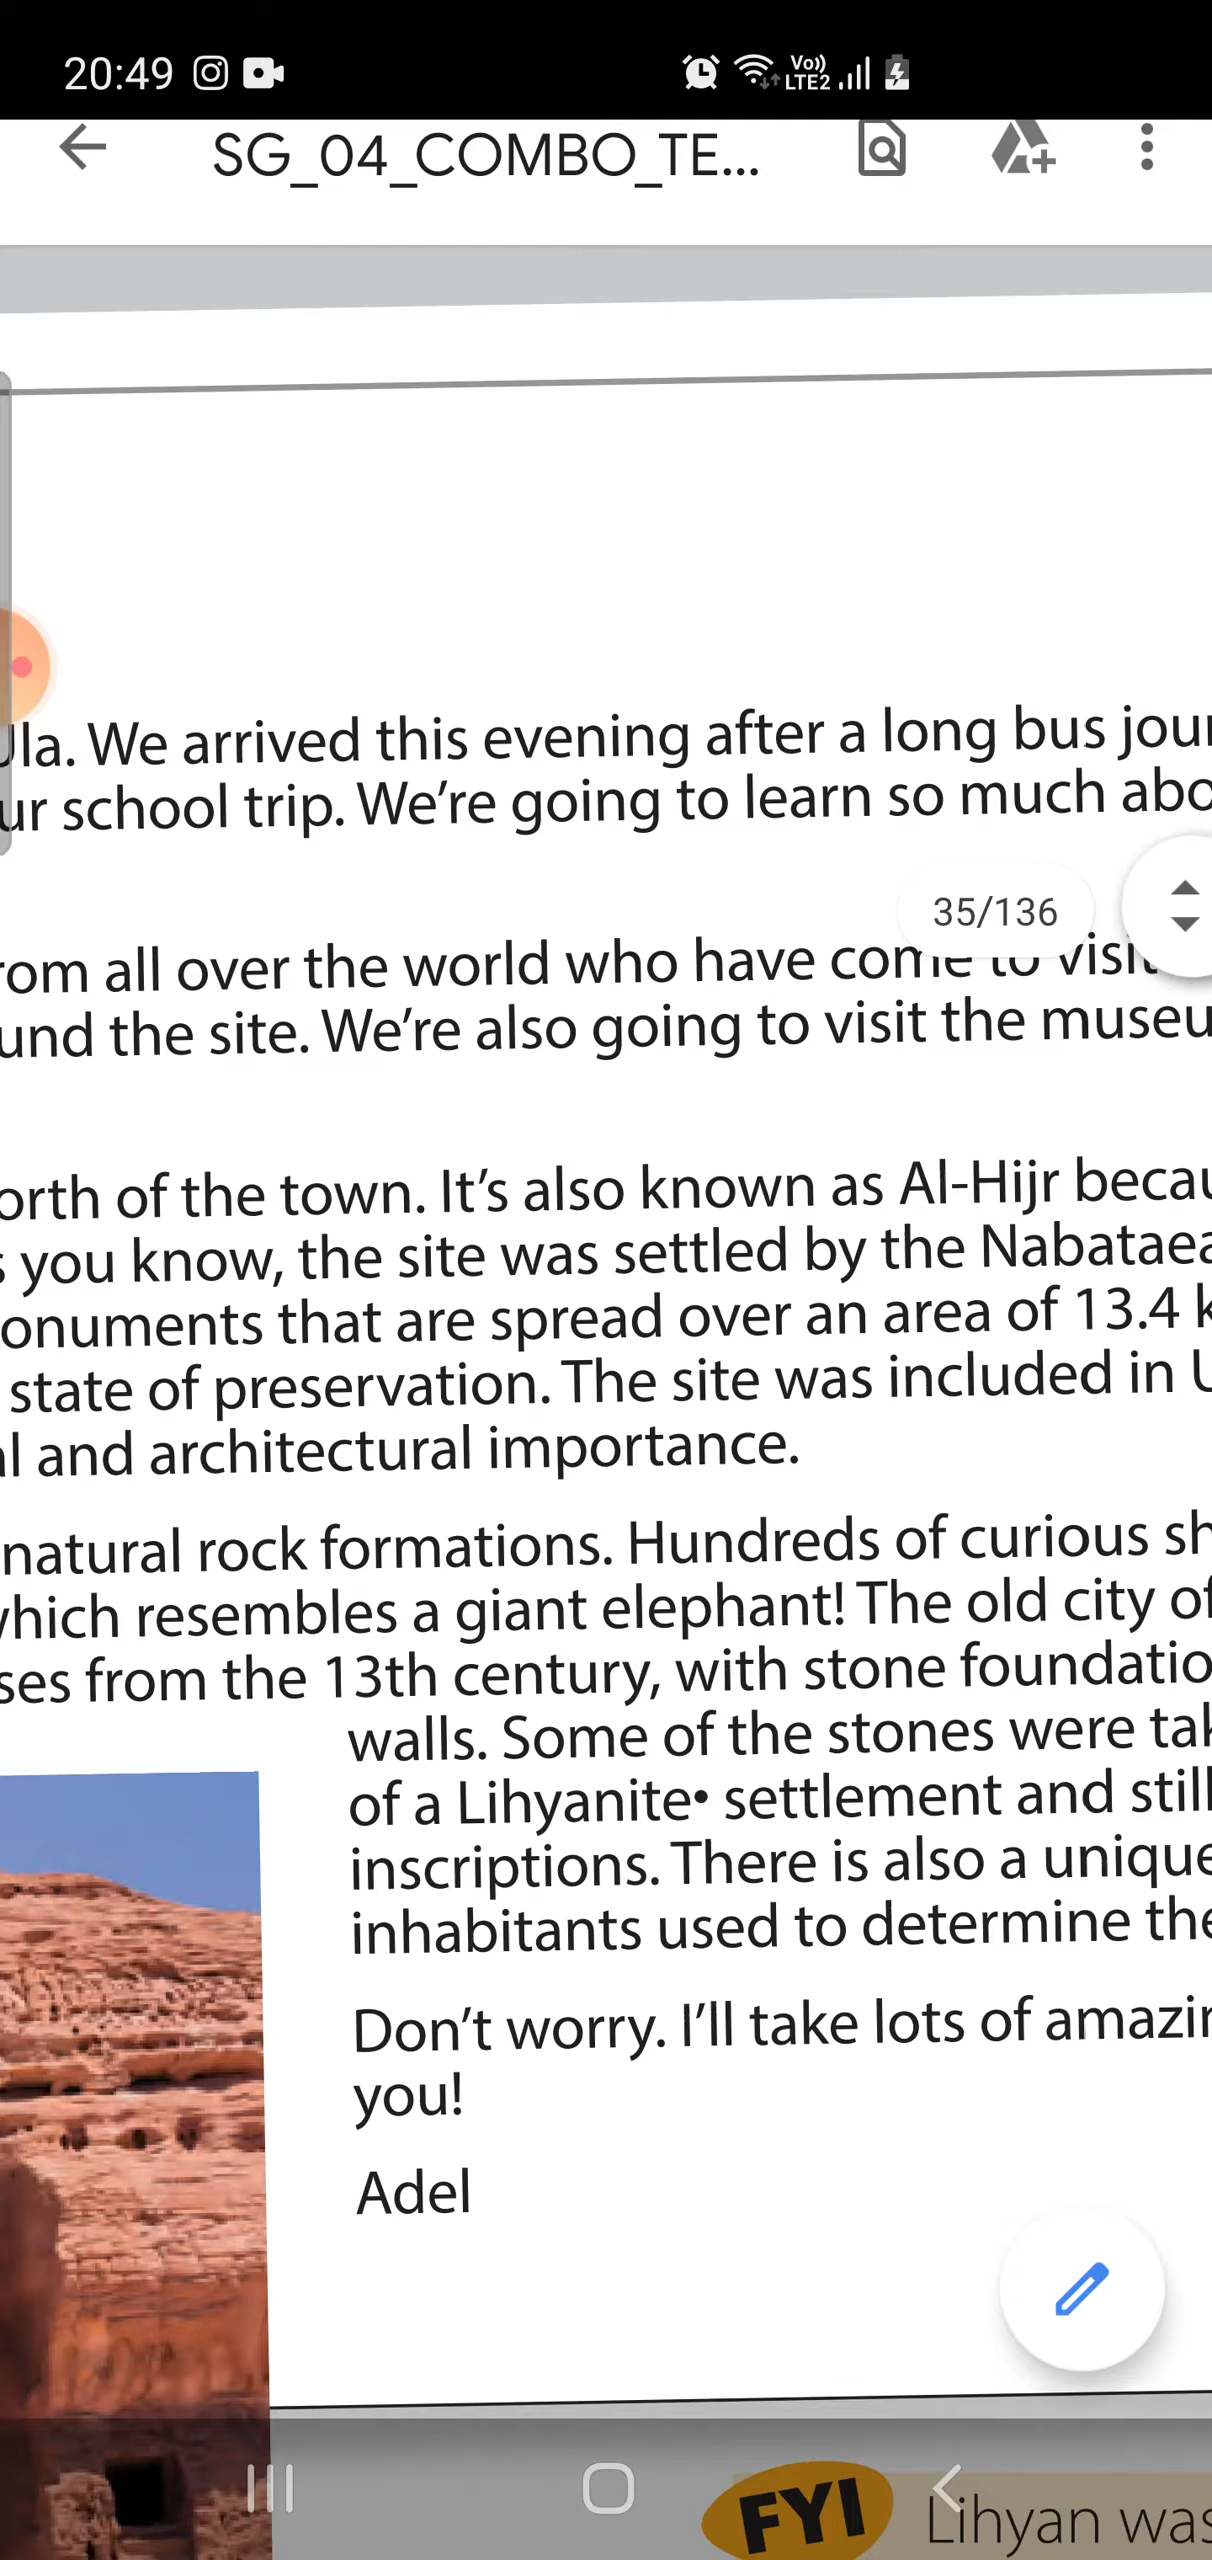 20:49
Vo)) LTE2
SG_04_COMBO_TE...
la. We arrived this evening after a long bus jour
ur school trip. We're going to learn so much abo
35/136
rom all over the world who have come to visit
und the site. We're also going to visit the museu
orth of the town. It's also known as Al-Hijr becau
s you know, the site was settled by the Nabataea
onuments that are spread over an area of 13.4 k
state of preservation. The site was included in U
al and architectural importance.
natural rock formations. Hundreds of curious sh
which resembles a giant elephant! The old city of
ses from the 13th century, with stone foundatio
walls. Some of the stones were tak
of a Lihyanite• settlement and still
inscriptions. There is also a unique
inhabitants used to determine the
Don't worry. I'll take lots of amazin
you!
Adel
FYI Lihyan was